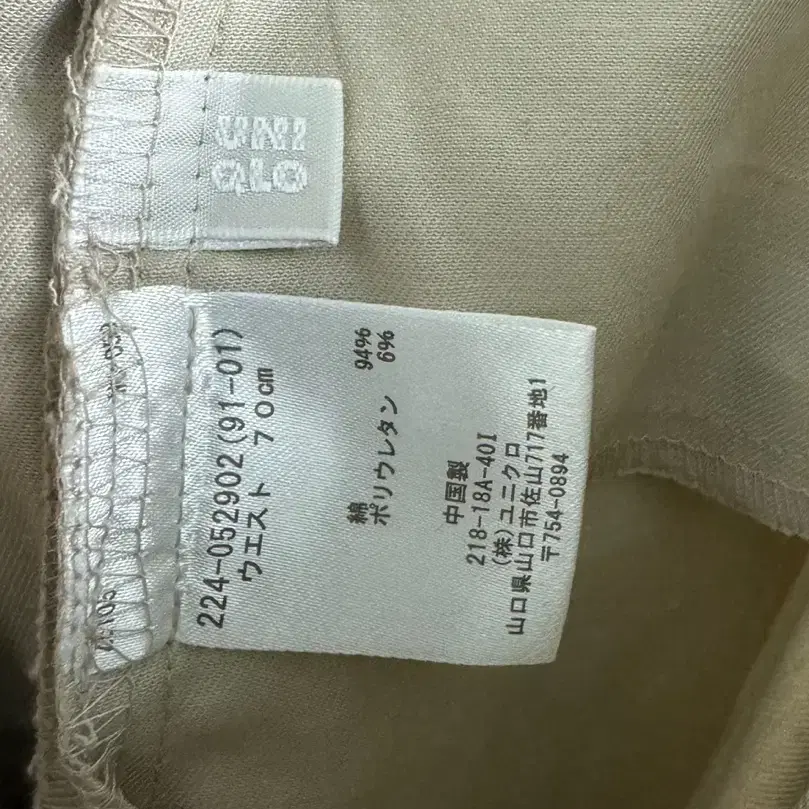 UNI
QLO
224-052902(91-01)
ウエスト 70cm
綿 94%
ポリウレタン 6%
中国製
218-18A-40I
(株)ユニクロ
山口県山口市佐山717番地1
〒754-0894